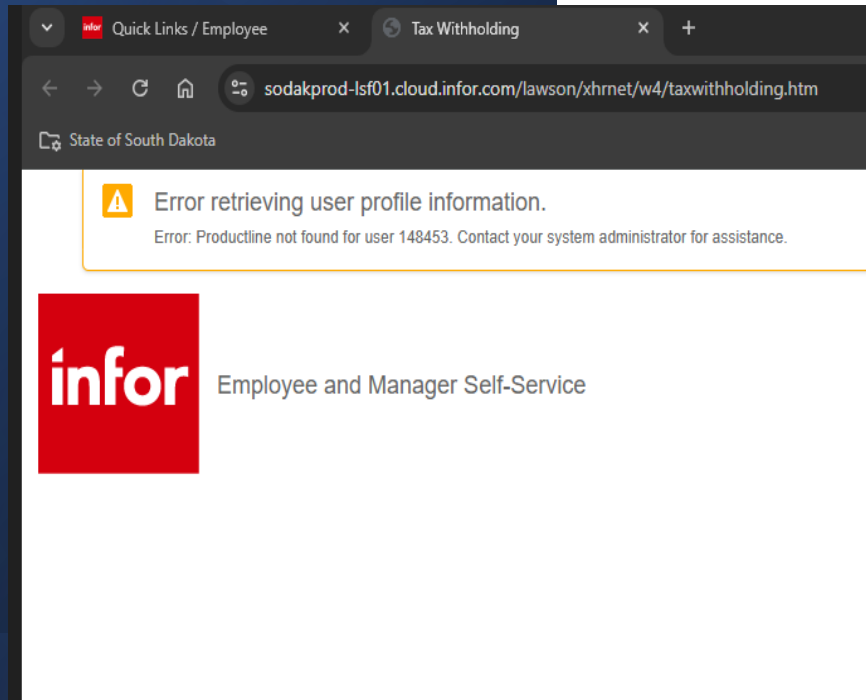 infor Quick Links / Employee Tax Withholding
sodakprod-lsf01.cloud.infor.com/lawson/xhrnet/w4/taxwithholding.htm
State of South Dakota
Error retrieving user profile information.
Error: Productline not found for user 148453. Contact your system administrator for assistance.
infor
Employee and Manager Self-Service